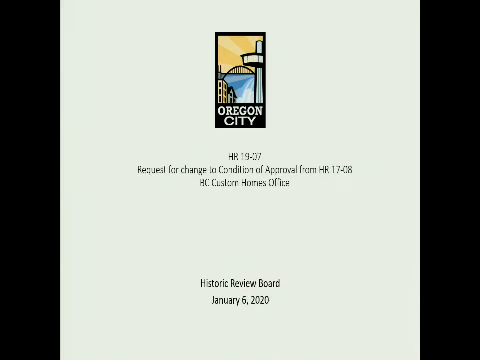 OREGON
CITY
HR 19-07
Request for change to Condition of Approval from HR 17-08
BC Custom Homes Office
Historic Review Board
January 6, 2020